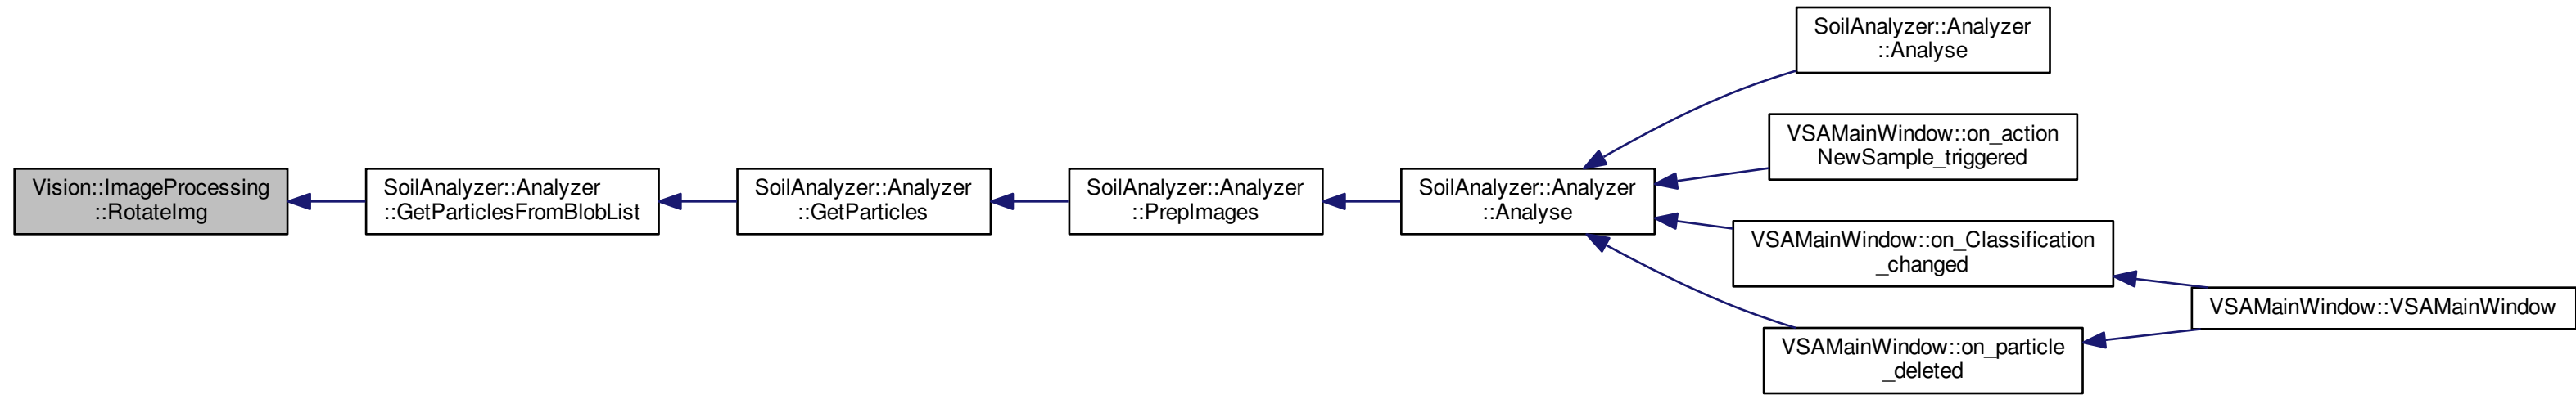 Vision::ImageProcessing
::RotateImg
SoilAnalyzer::Analyzer
::GetParticlesFromBlobList
SoilAnalyzer::Analyzer
::GetParticles
SoilAnalyzer::Analyzer
::PrepImages
SoilAnalyzer::Analyzer
::Analyse
SoilAnalyzer::Analyzer
::Analyse
VSAMainWindow::on_action
NewSample_triggered
VSAMainWindow::on_Classification
_changed
VSAMainWindow::on_particle
_deleted
VSAMainWindow::VSAMainWindow